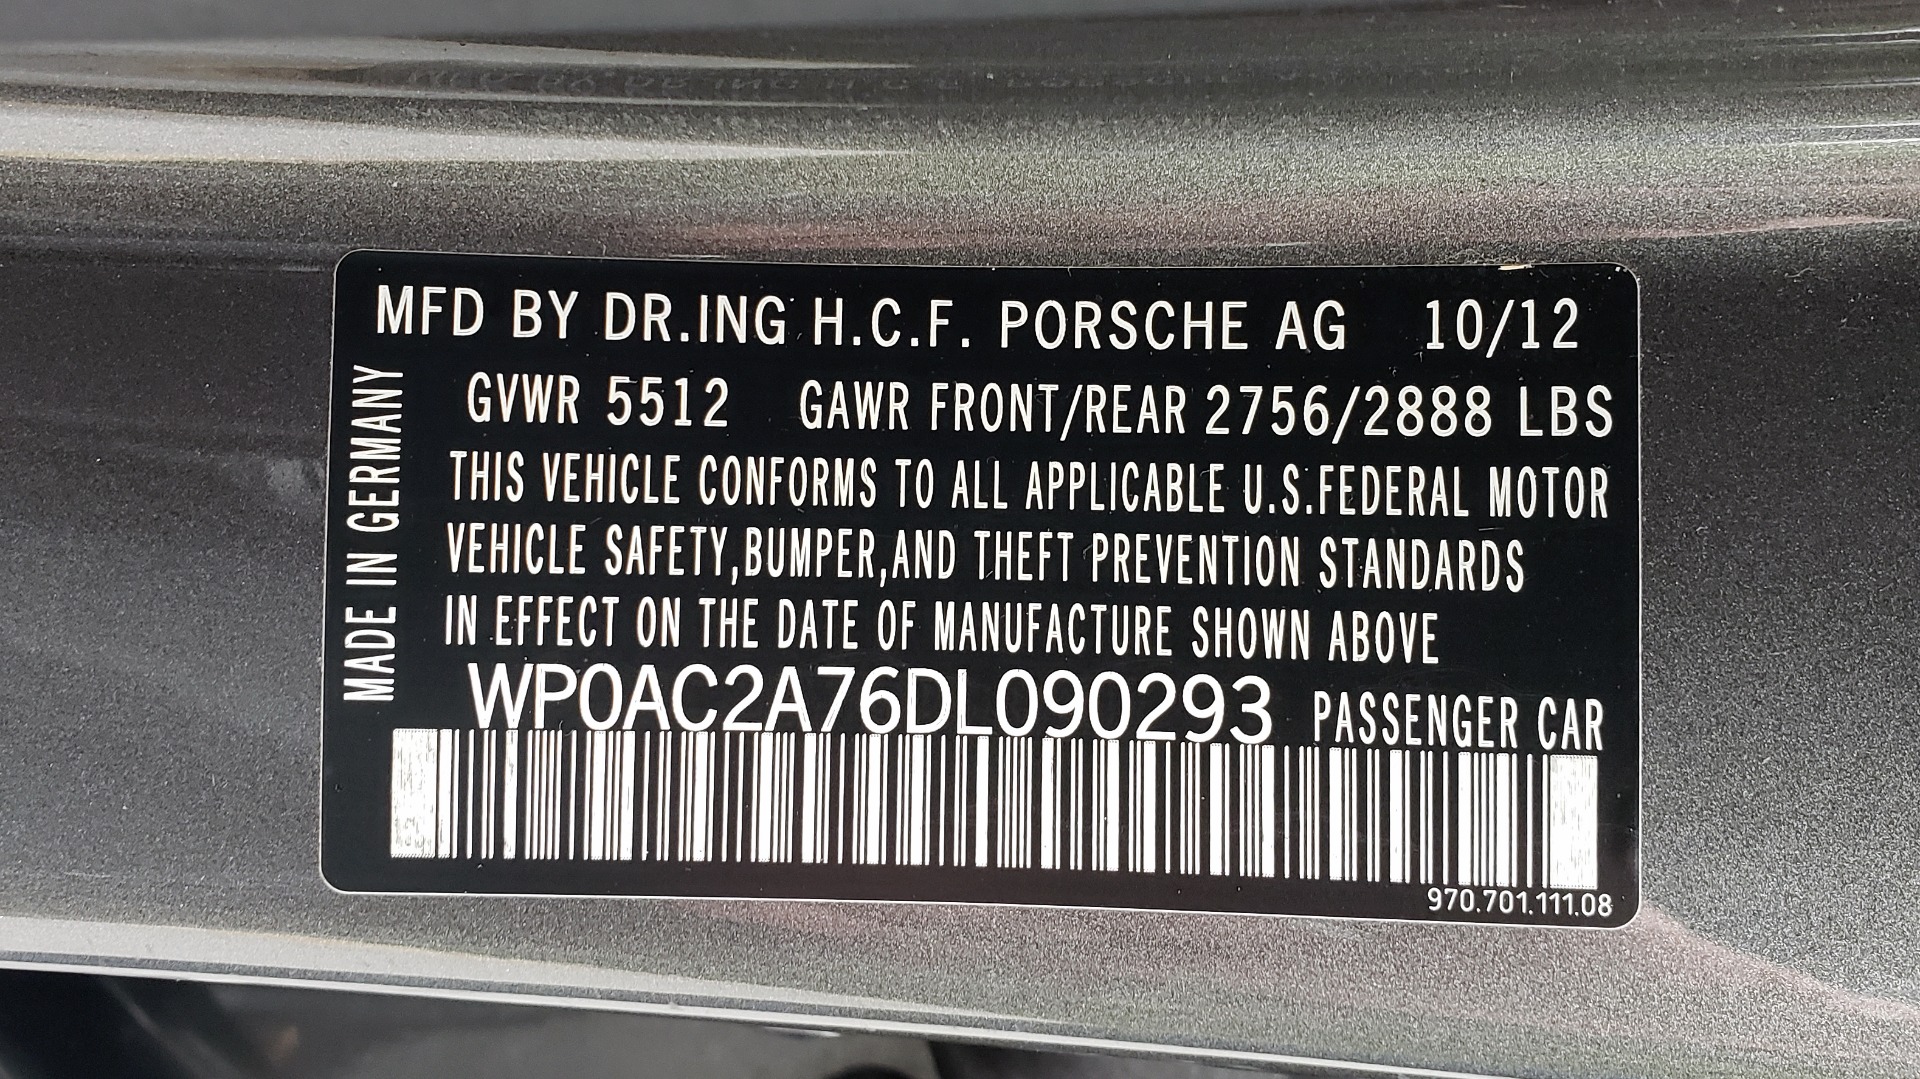 MFD BY DR.ING H.C.F. PORSCHE AG 10/12
GVWR 5512 GAWR FRONT/REAR 2756/2888 LBS
THIS VEHICLE CONFORMS TO ALL APPLICABLE U.S.FEDERAL MOTOR
VEHICLE SAFETY,BUMPER,AND THEFT PREVENTION STANDARDS
IN EFFECT ON THE DATE OF MANUFACTURE SHOWN ABOVE
WP0AC2A76DL090293 PASSENGER CAR
970.701.111.08
MADE IN GERMANY